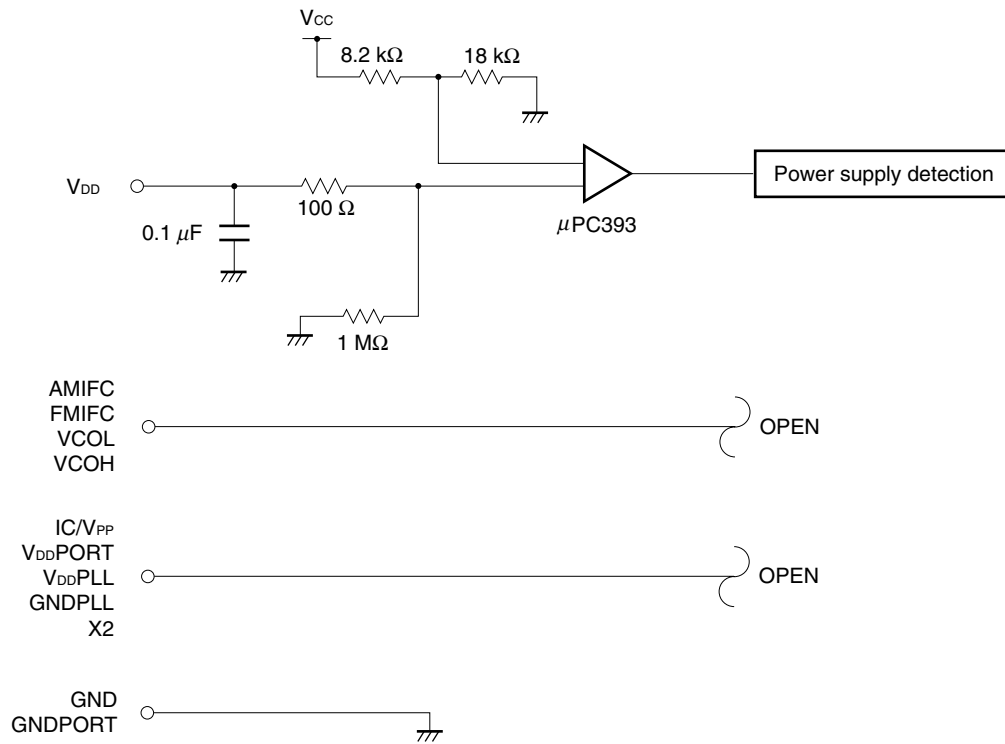 VCC
8.2 kΩ
18 kΩ
VDD
100 Ω
0.1 μF
μPC393
Power supply detection
1 MΩ
AMIFC
FMIFC
VCOL
VCOH
OPEN
IC/VPP
VDDPORT
VDDPLL
GNDPLL
X2
OPEN
GND
GNDPORT